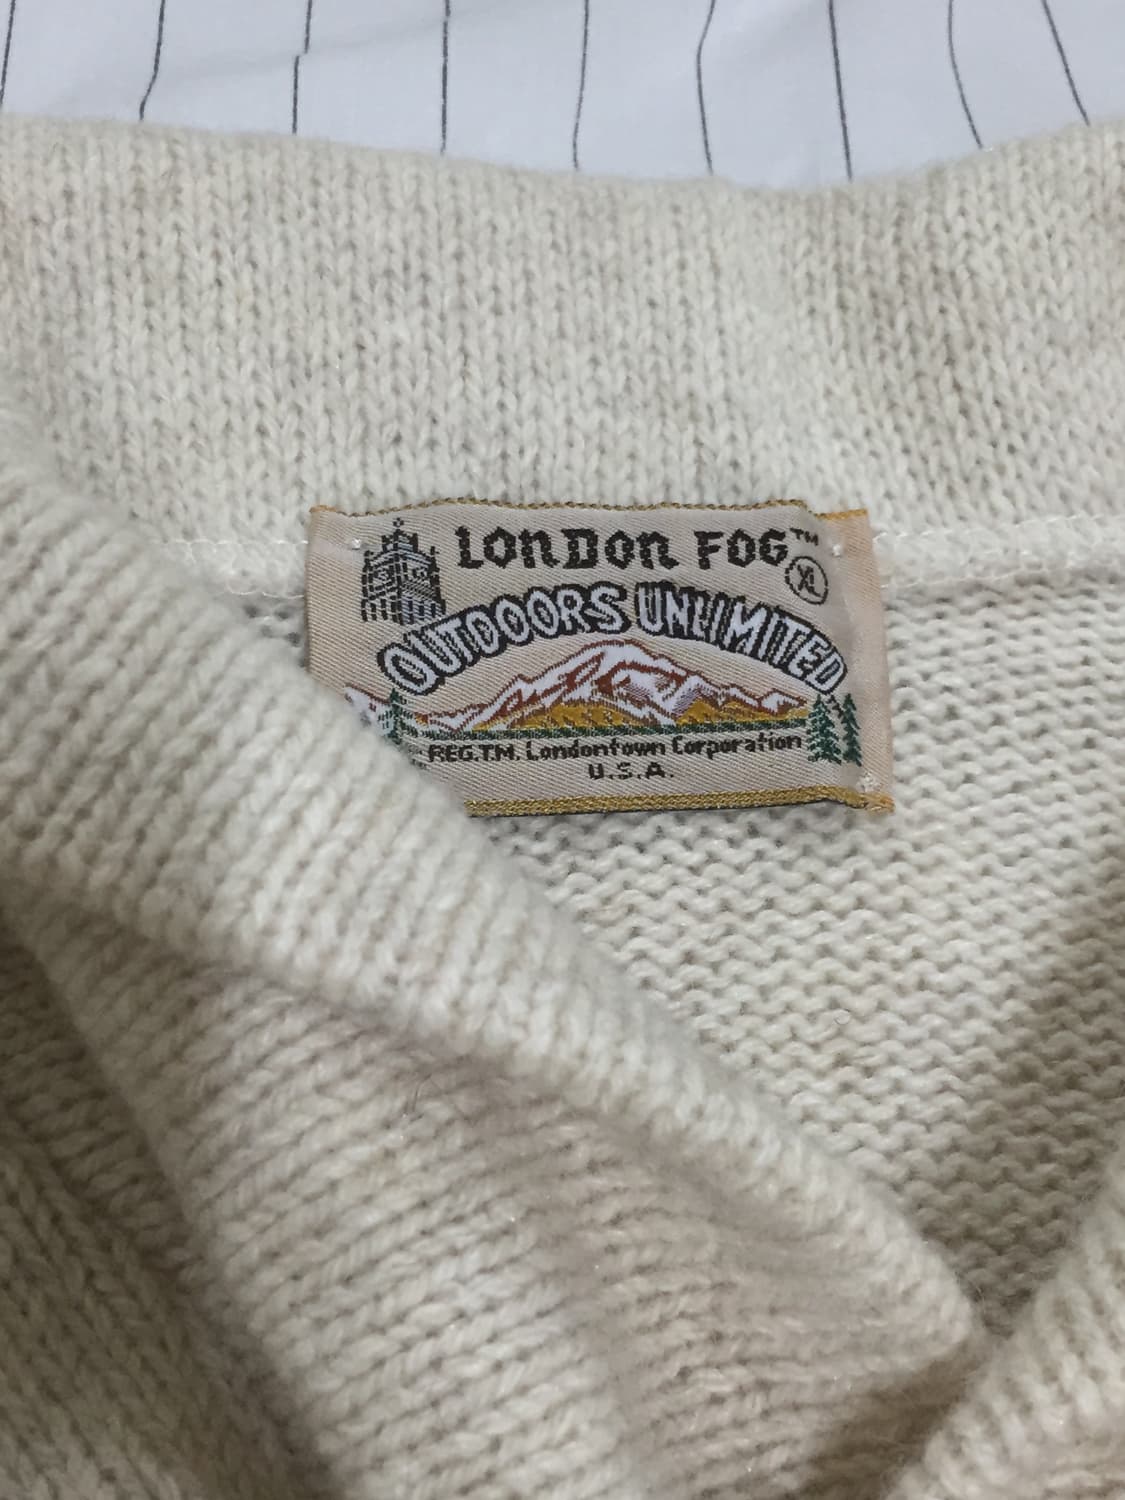 LONDON FOG™
XL
OUTDOORS UNLIMITED
REG.T.M. Londontown Corporation
U.S.A.